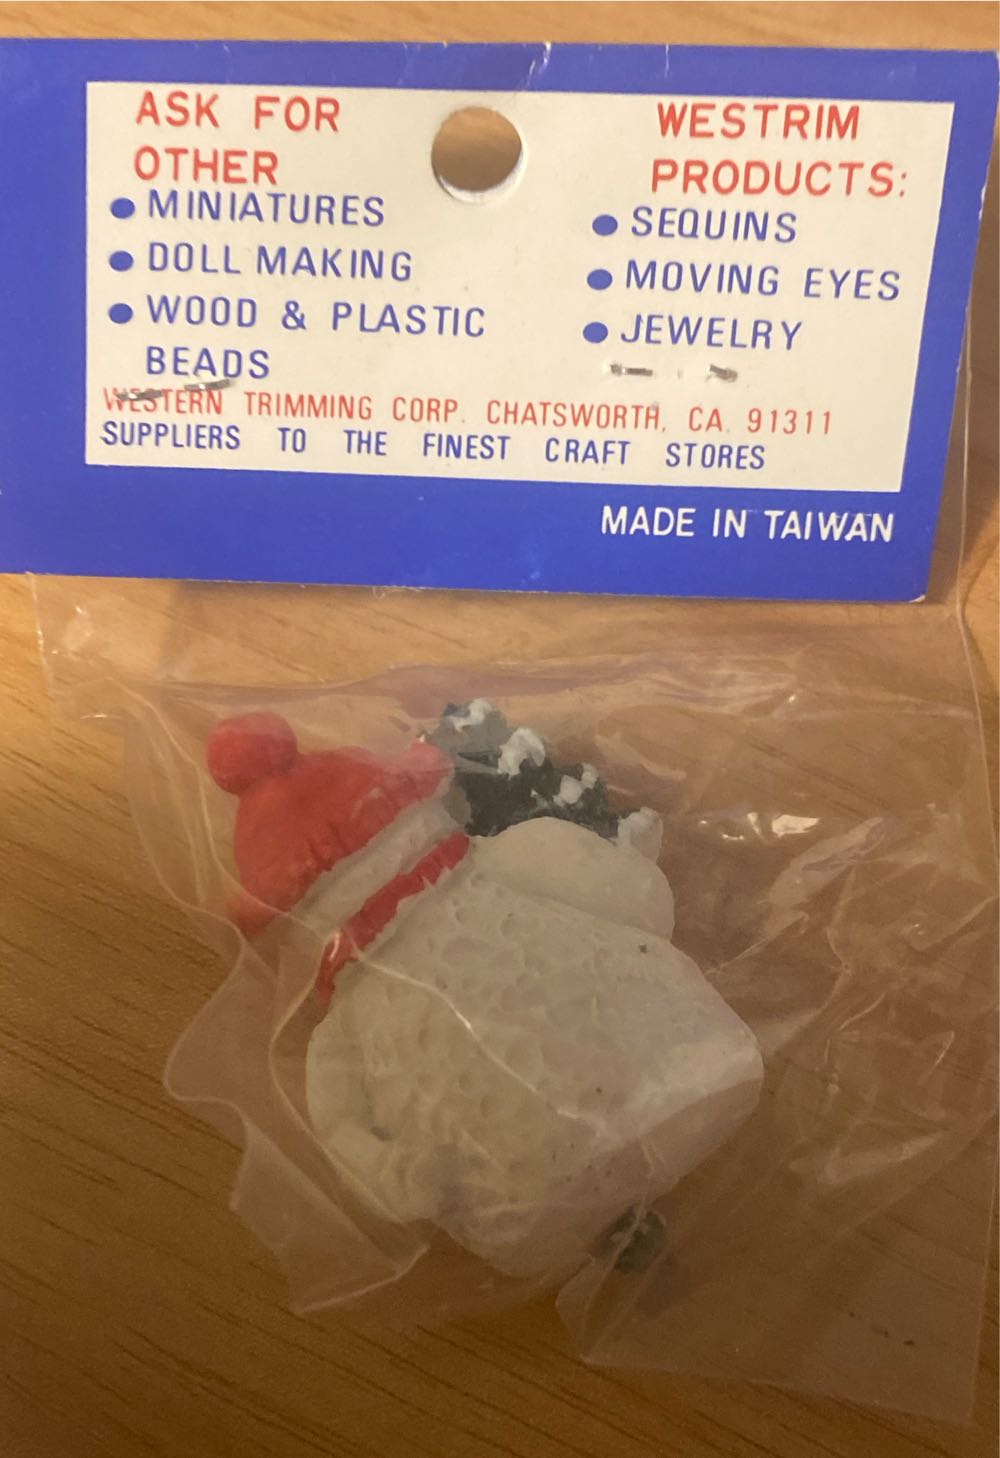 ASK FOR
OTHER
• MINIATURES
• DOLL MAKING
• WOOD & PLASTIC
BEADS
WESTRIM
PRODUCTS:
• SEQUINS
• MOVING EYES
• JEWELRY
WESTERN TRIMMING CORP. CHATSWORTH, CA. 91311
SUPPLIERS TO THE FINEST CRAFT STORES
MADE IN TAIWAN